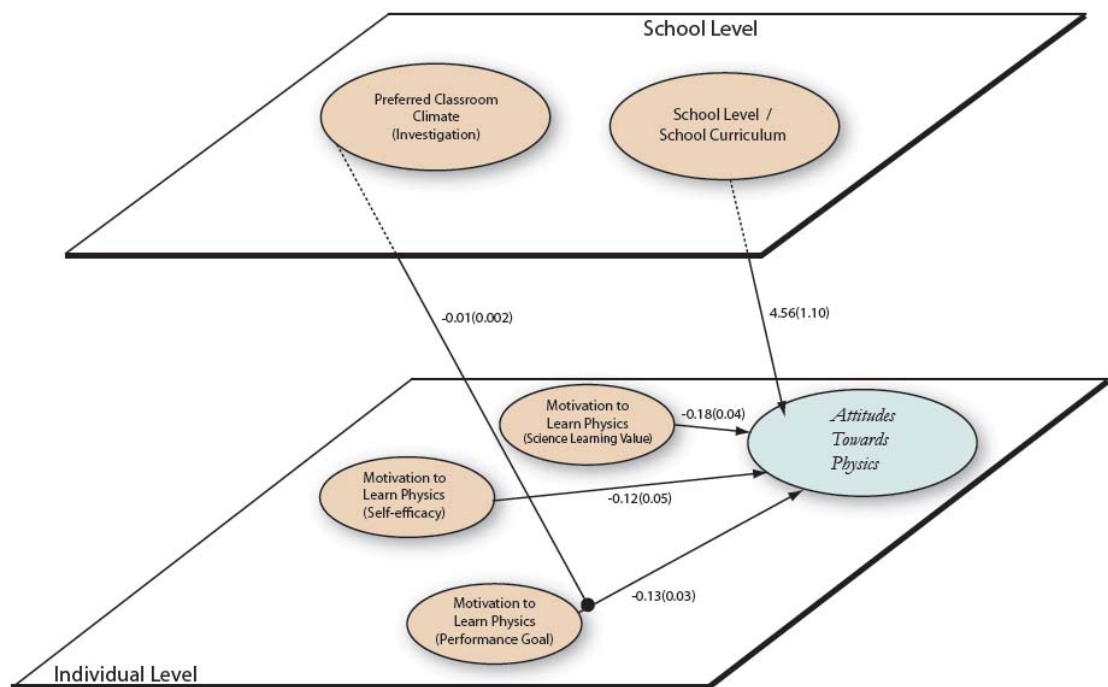 School Level
Preferred Classroom
Climate
(Investigation)
School Level /
School Curriculum
-0.01(0.002)
4.56(1.10)
Motivation to
Learn Physics
(Science Learning Value)
-0.18(0.04)
Attitudes
Towards
Physics
Motivation to
Learn Physics
(Self-efficacy)
-0.12(0.05)
Motivation to
Learn Physics
(Performance Goal)
-0.13(0.03)
Individual Level